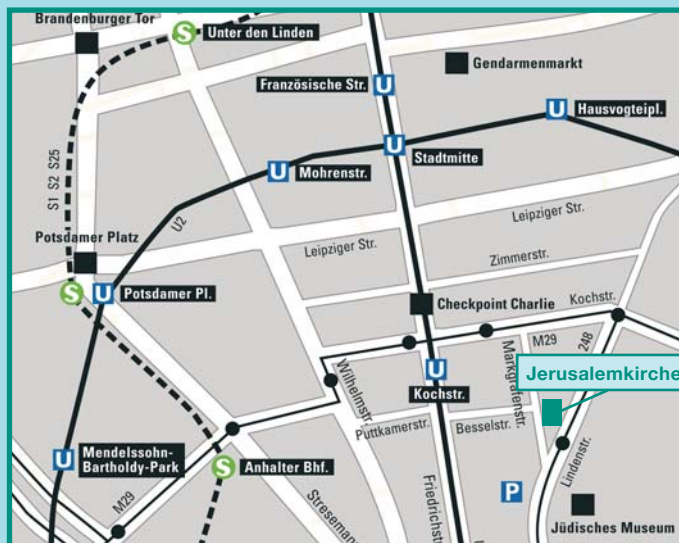 Brandenburger Tor
S
Unter den Linden
Gendarmenmarkt
Französische Str.
U
U
Hausvogteipl.
S1 S2 S25
U
Stadtmitte
U
Mohrenstr.
U2
Leipziger Str.
Potsdamer Platz
Leipziger Str.
Zimmerstr.
S
U
Potsdamer Pl.
Checkpoint Charlie
Kochstr.
M29
248
Wilhelmstr.
U
Kochstr.
Markgrafenstr.
Jerusalemkirche
Puttkamerstr.
Besselstr.
U
Mendelssohn-
Bartholdy-Park
S
Anhalter Bhf.
M29
Lindenstr.
P
Stresemann
Friedrichstr
Jüdisches Museum